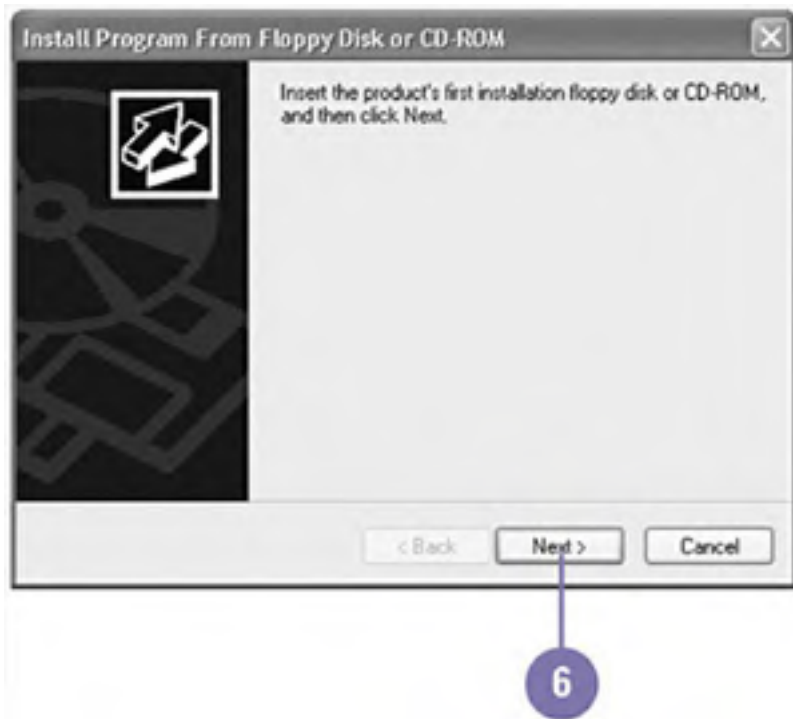 Install Program From Floppy Disk or CD-ROM
Insert the product's first installation floppy disk or CD-ROM,
and then click Next.
< Back Next > Cancel
6